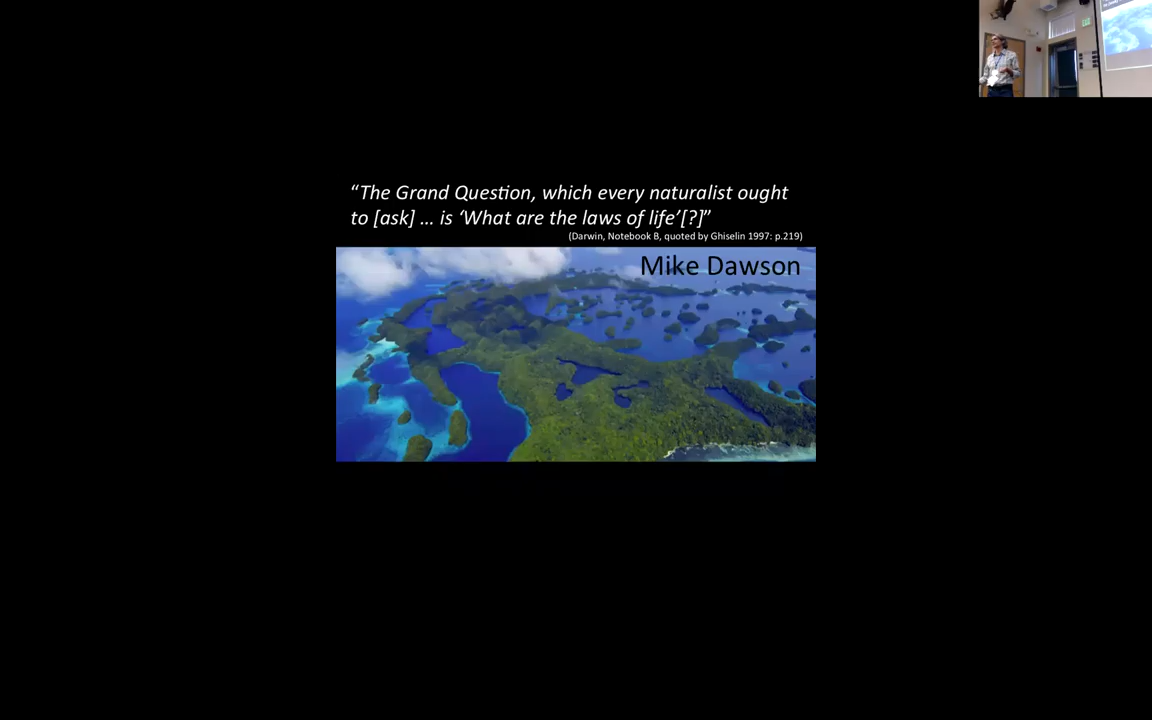 “The Grand Question, which every naturalist ought
to [ask] … is ‘What are the laws of life’[?]”
(Darwin, Notebook B, quoted by Ghiselin 1997: p.219)
Mike Dawson